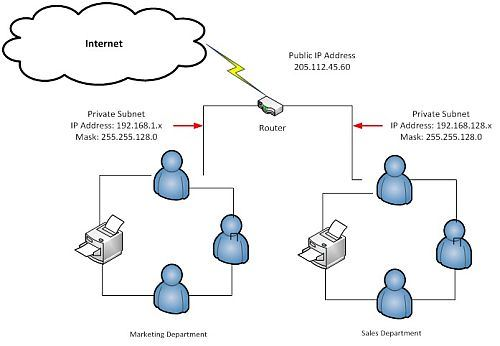 Internet
Public IP Address
205.112.45.60
Router
Private Subnet
IP Address: 192.168.1.x
Mask: 255.255.128.0
Private Subnet
IP Address: 192.168.128.x
Mask: 255.255.128.0
Marketing Department
Sales Department